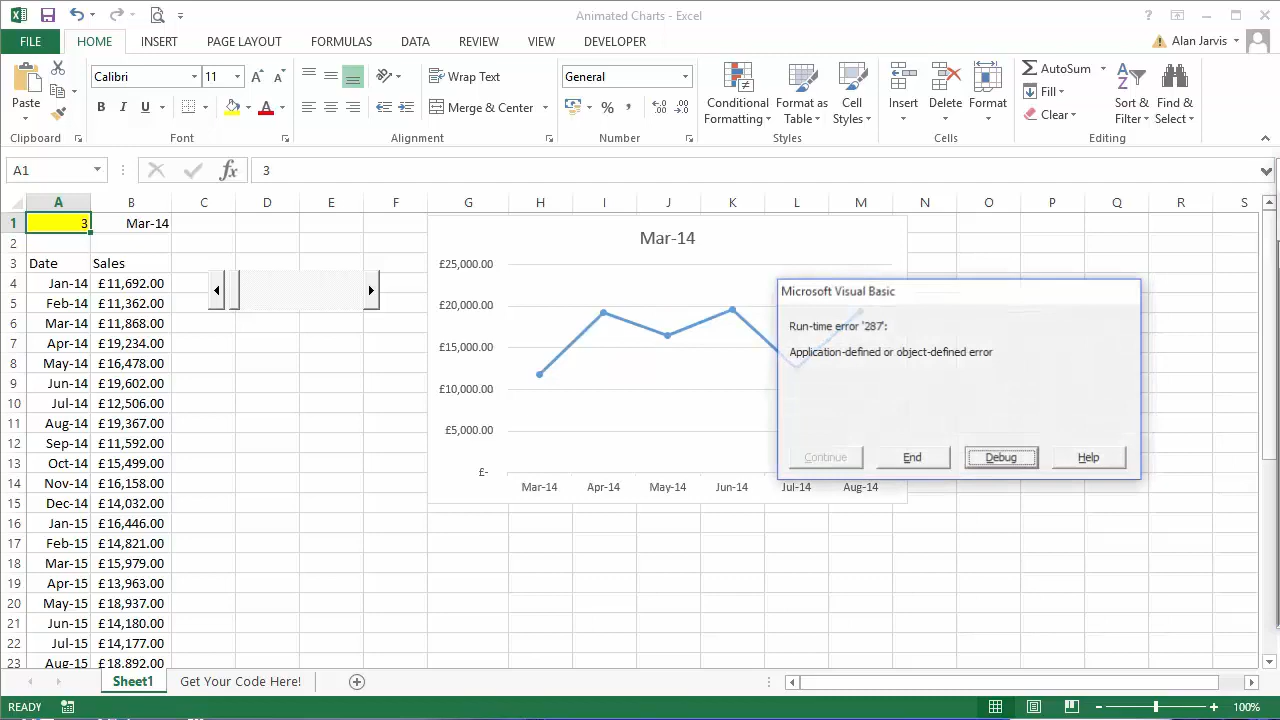 Animated Charts - Excel
FILE HOME INSERT PAGE LAYOUT FORMULAS DATA REVIEW VIEW DEVELOPER Alan Jarvis
Paste
Calibri 11
B I U
Wrap Text
Merge & Center
General
%
Conditional Formatting
Format as Table
Cell Styles
Insert Delete Format
AutoSum
Fill
Clear
Sort & Filter
Find & Select
Clipboard Font Alignment Number Styles Cells Editing
A1 fx 3
A B C D E F G H I J K L M N O P Q R S
1 3 Mar-14
2
3 Date Sales
4 Jan-14 £11,692.00
5 Feb-14 £11,362.00
6 Mar-14 £11,868.00
7 Apr-14 £19,234.00
8 May-14 £16,478.00
9 Jun-14 £19,602.00
10 Jul-14 £12,506.00
11 Aug-14 £19,367.00
12 Sep-14 £11,592.00
13 Oct-14 £15,499.00
14 Nov-14 £16,158.00
15 Dec-14 £14,032.00
16 Jan-15 £16,446.00
17 Feb-15 £14,821.00
18 Mar-15 £15,979.00
19 Apr-15 £13,963.00
20 May-15 £18,937.00
21 Jun-15 £14,180.00
22 Jul-15 £14,177.00
23 Aug-15 £18,892.00
Mar-14
£25,000.00
£20,000.00
£15,000.00
£10,000.00
£5,000.00
£-
Mar-14 Apr-14 May-14 Jun-14 Jul-14 Aug-14
Microsoft Visual Basic
Run-time error '287':
Application-defined or object-defined error
Continue End Debug Help
Sheet1 Get Your Code Here!
READY 100%